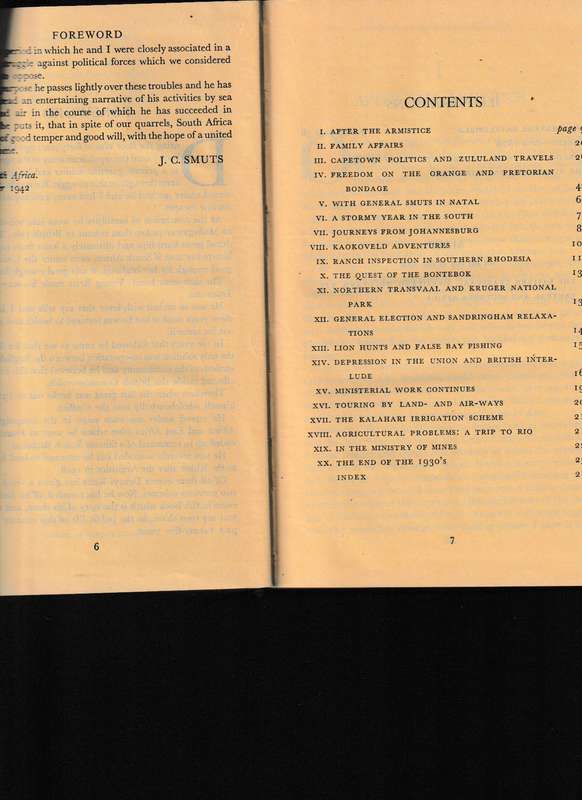 FOREWORD
period in which he and I were closely associated in a
struggle against political forces which we considered
oppose.
purpose he passes lightly over these troubles and he has
an entertaining narrative of his activities by sea
air in the course of which he has succeeded in
he puts it, that in spite of our quarrels, South Africa
of good temper and good will, with the hope of a united
J. C. SMUTS
Africa.
1942
6
CONTENTS
I. AFTER THE ARMISTICE page
II. FAMILY AFFAIRS
III. CAPETOWN POLITICS AND ZULULAND TRAVELS
IV. FREEDOM ON THE ORANGE AND PRETORIAN
BONDAGE
V. WITH GENERAL SMUTS IN NATAL
VI. A STORMY YEAR IN THE SOUTH
VII. JOURNEYS FROM JOHANNESBURG
VIII. KAOKOVELD ADVENTURES
IX. RANCH INSPECTION IN SOUTHERN RHODESIA
X. THE QUEST OF THE BONTEBOK
XI. NORTHERN TRANSVAAL AND KRUGER NATIONAL
PARK
XII. GENERAL ELECTION AND SANDRINGHAM RELAXA-
TIONS
XIII. LION HUNTS AND FALSE BAY FISHING
XIV. DEPRESSION IN THE UNION AND BRITISH INTER-
LUDE
XV. MINISTERIAL WORK CONTINUES
XVI. TOURING BY LAND- AND AIR-WAYS
XVII. THE KALAHARI IRRIGATION SCHEME
XVIII. AGRICULTURAL PROBLEMS: A TRIP TO RIO
XIX. IN THE MINISTRY OF MINES
XX. THE END OF THE 1930'S
INDEX
7